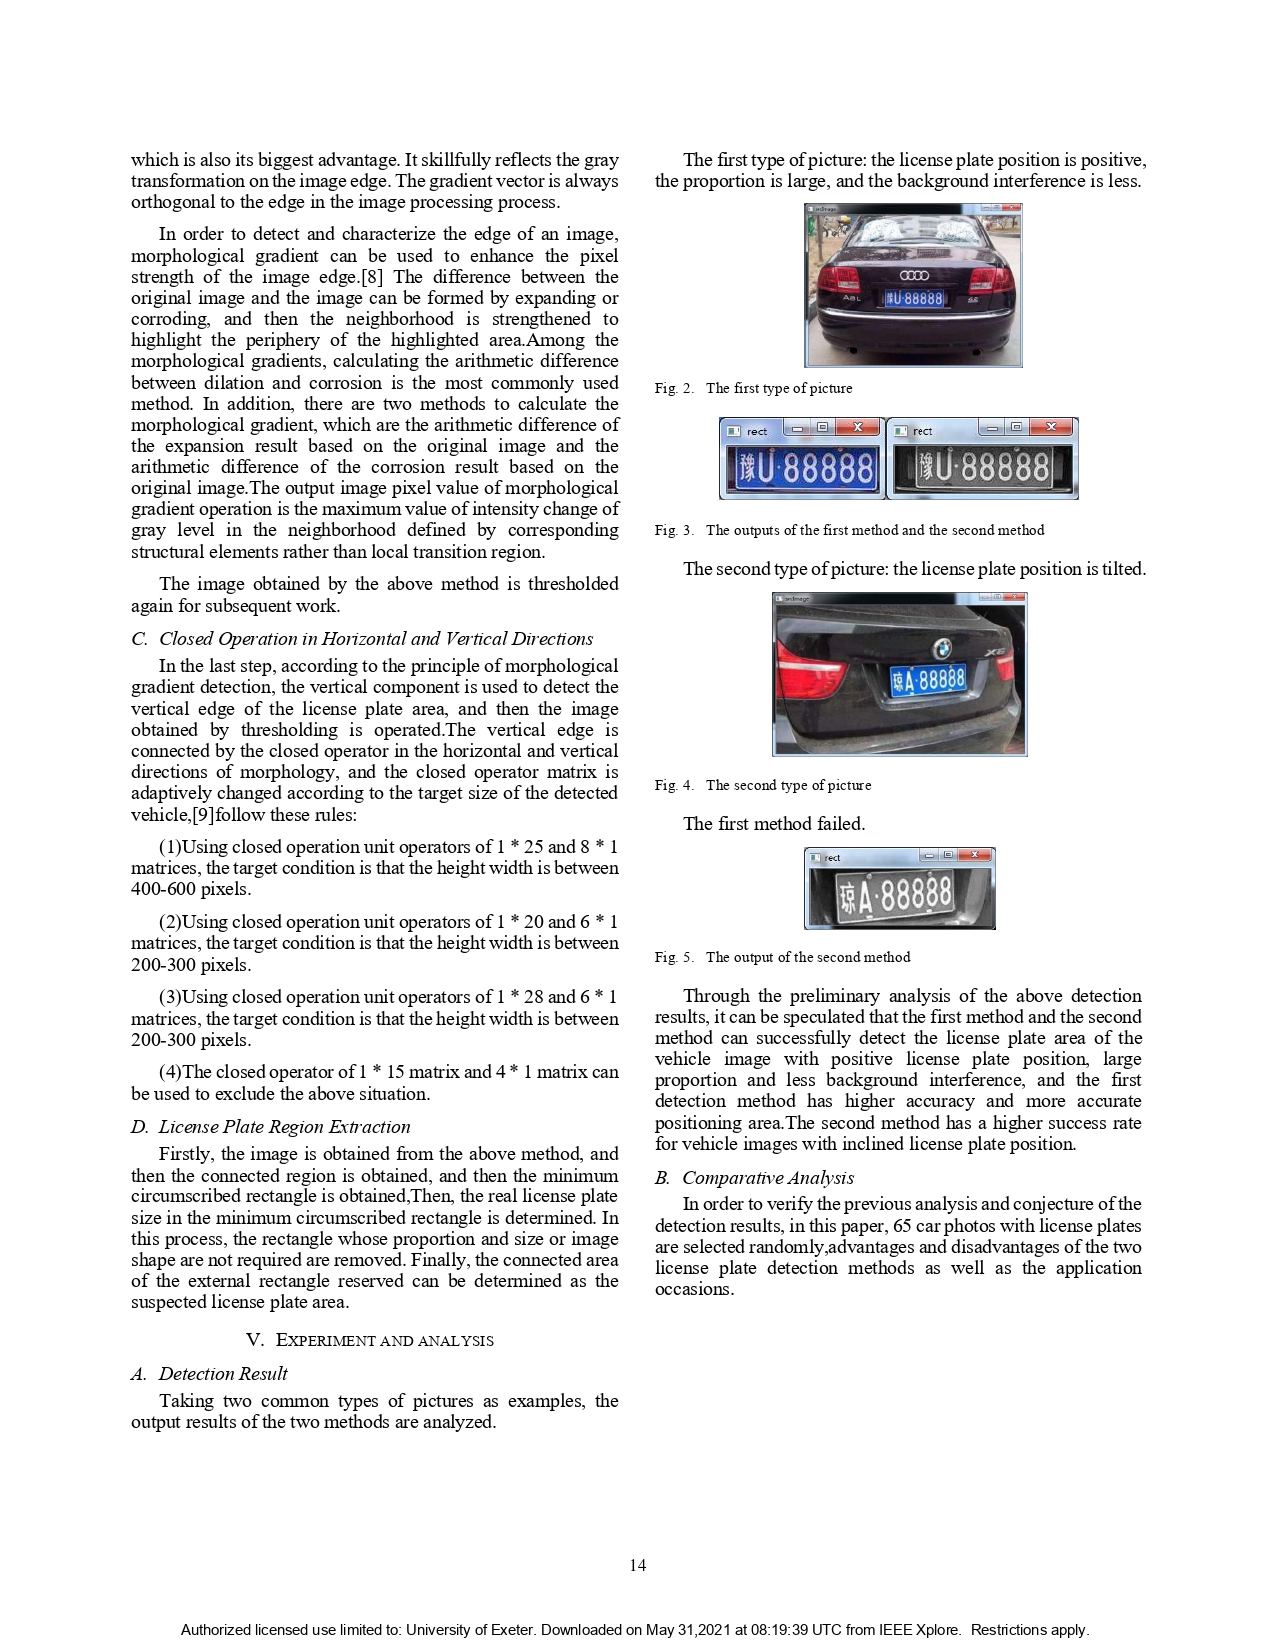 which is also its biggest advantage. It skillfully reflects the gray
transformation on the image edge. The gradient vector is always
orthogonal to the edge in the image processing process.
In order to detect and characterize the edge of an image,
morphological gradient can be used to enhance the pixel
strength of the image edge.[8] The difference between the
original image and the image can be formed by expanding or
corroding, and then the neighborhood is strengthened to
highlight the periphery of the highlighted area.Among the
morphological gradients, calculating the arithmetic difference
between dilation and corrosion is the most commonly used
method. In addition, there are two methods to calculate the
morphological gradient, which are the arithmetic difference of
the expansion result based on the original image and the
arithmetic difference of the corrosion result based on the
original image.The output image pixel value of morphological
gradient operation is the maximum value of intensity change of
gray level in the neighborhood defined by corresponding
structural elements rather than local transition region.
The image obtained by the above method is thresholded
again for subsequent work.
C. Closed Operation in Horizontal and Vertical Directions
In the last step, according to the principle of morphological
gradient detection, the vertical component is used to detect the
vertical edge of the license plate area, and then the image
obtained by thresholding is operated.The vertical edge is
connected by the closed operator in the horizontal and vertical
directions of morphology, and the closed operator matrix is
adaptively changed according to the target size of the detected
vehicle,[9]follow these rules:
(1)Using closed operation unit operators of 1 * 25 and 8 * 1
matrices, the target condition is that the height width is between
400-600 pixels.
(2)Using closed operation unit operators of 1 * 20 and 6 * 1
matrices, the target condition is that the height width is between
200-300 pixels.
(3)Using closed operation unit operators of 1 * 28 and 6 * 1
matrices, the target condition is that the height width is between
200-300 pixels.
(4)The closed operator of 1 * 15 matrix and 4 * 1 matrix can
be used to exclude the above situation.
D. License Plate Region Extraction
Firstly, the image is obtained from the above method, and
then the connected region is obtained, and then the minimum
circumscribed rectangle is obtained,Then, the real license plate
size in the minimum circumscribed rectangle is determined. In
this process, the rectangle whose proportion and size or image
shape are not required are removed. Finally, the connected area
of the external rectangle reserved can be determined as the
suspected license plate area.
V. EXPERIMENT AND ANALYSIS
A. Detection Result
Taking two common types of pictures as examples, the
output results of the two methods are analyzed.
The first type of picture: the license plate position is positive,
the proportion is large, and the background interference is less.
srcImage
A8L
豫U·88888
Fig. 2. The first type of picture
rect
豫U·88888
rect
豫U·88888
Fig. 3. The outputs of the first method and the second method
The second type of picture: the license plate position is tilted.
srcImage
X6
琼A·88888
Fig. 4. The second type of picture
The first method failed.
rect
琼A·88888
Fig. 5. The output of the second method
Through the preliminary analysis of the above detection
results, it can be speculated that the first method and the second
method can successfully detect the license plate area of the
vehicle image with positive license plate position, large
proportion and less background interference, and the first
detection method has higher accuracy and more accurate
positioning area.The second method has a higher success rate
for vehicle images with inclined license plate position.
B. Comparative Analysis
In order to verify the previous analysis and conjecture of the
detection results, in this paper, 65 car photos with license plates
are selected randomly,advantages and disadvantages of the two
license plate detection methods as well as the application
occasions.
14
Authorized licensed use limited to: University of Exeter. Downloaded on May 31,2021 at 08:19:39 UTC from IEEE Xplore. Restrictions apply.